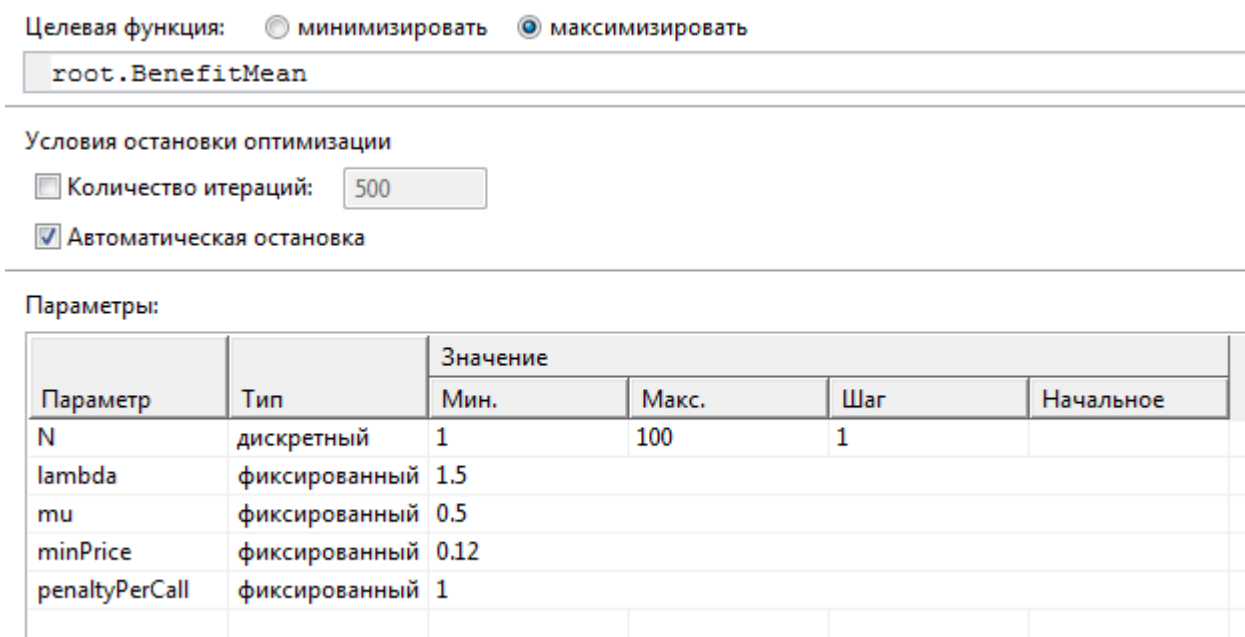 Целевая функция: минимизировать максимизировать
root.BenefitMean
Условия остановки оптимизации
Количество итераций: 500
Автоматическая остановка
Параметры:
Значение
Параметр Тип Мин. Макс. Шаг Начальное
N дискретный 1 100 1
lambda фиксированный 1.5
mu фиксированный 0.5
minPrice фиксированный 0.12
penaltyPerCall фиксированный 1